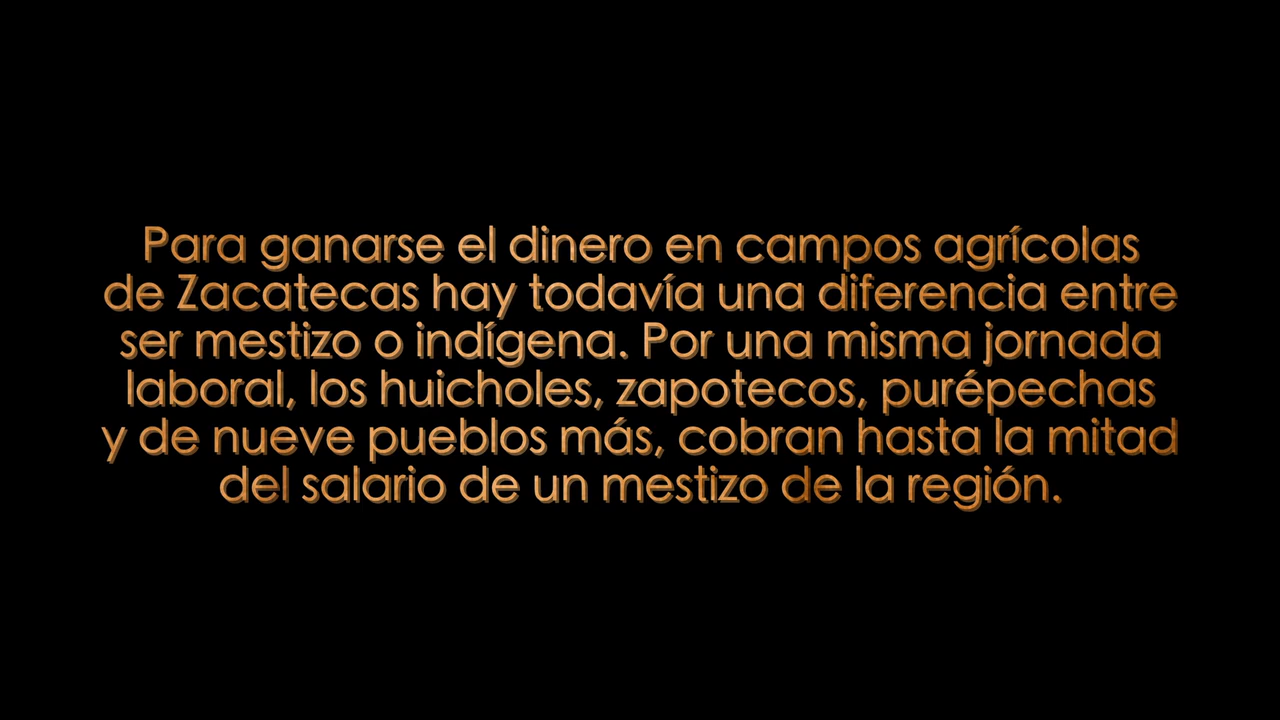 Para ganarse el dinero en campos agrícolas
de Zacatecas hay todavía una diferencia entre
ser mestizo o indígena. Por una misma jornada
laboral, los huicholes, zapotecos, purépechas
y de nueve pueblos más, cobran hasta la mitad
del salario de un mestizo de la región.